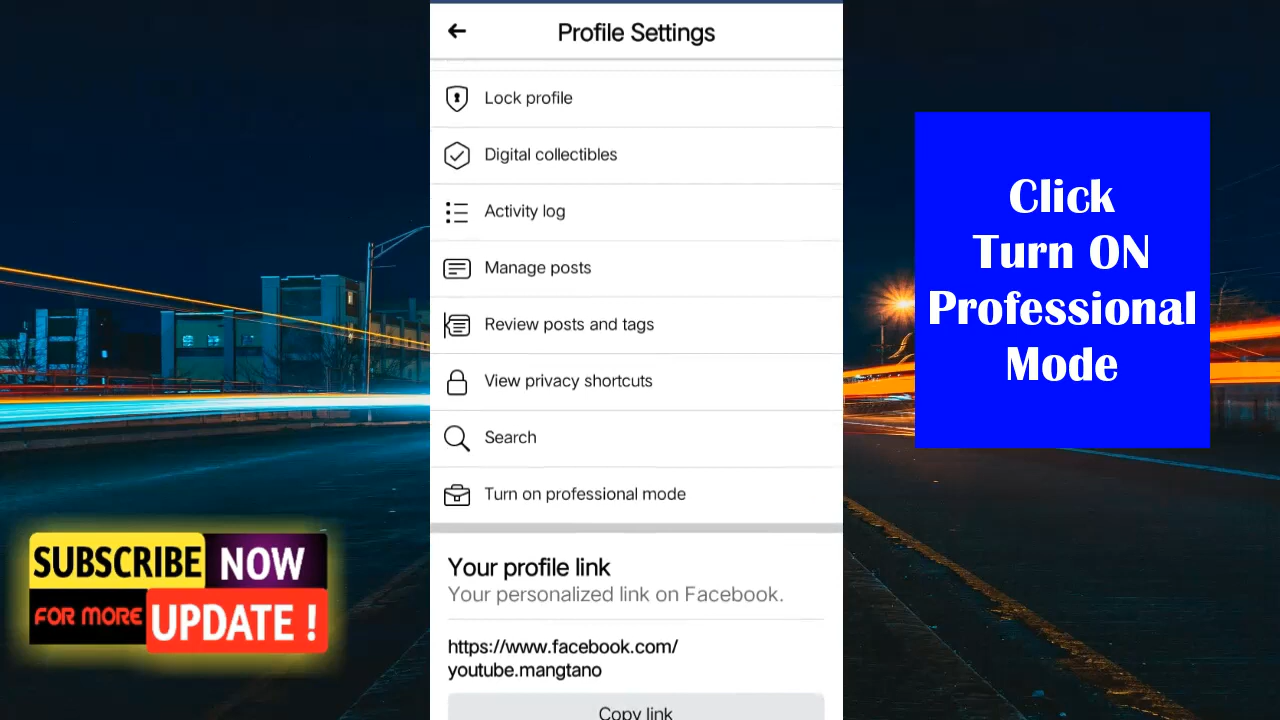 Profile Settings
Lock profile
Digital collectibles
Activity log
Manage posts
Review posts and tags
View privacy shortcuts
Search
Turn on professional mode
Your profile link
Your personalized link on Facebook.
https://www.facebook.com/
youtube.mangtano
Copy link
Click
Turn ON
Professional
Mode
SUBSCRIBE NOW
FOR MORE UPDATE !